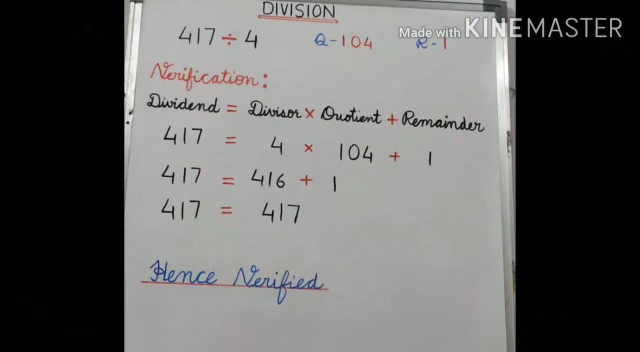 DIVISION
Made with KINEMASTER
417 ÷ 4 Q-104 R-1
Verification:
Dividend = Divisor × Quotient + Remainder
417 = 4 × 104 + 1
417 = 416 + 1
417 = 417
Hence Verified